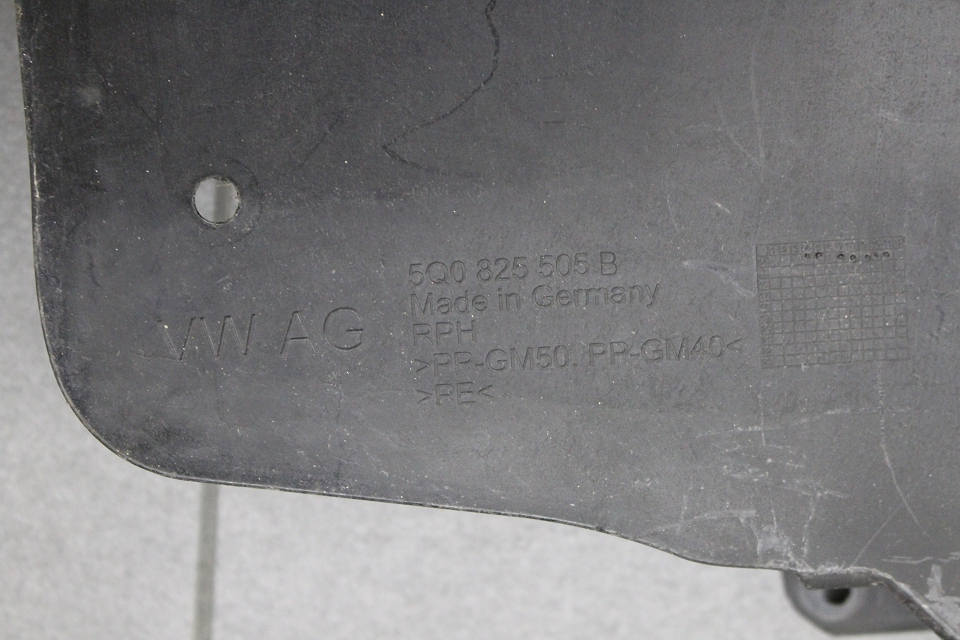 VW AG
5Q0 825 505 B
Made in Germany
RPH
>PP-GM50. PP-GM40<
>PE<